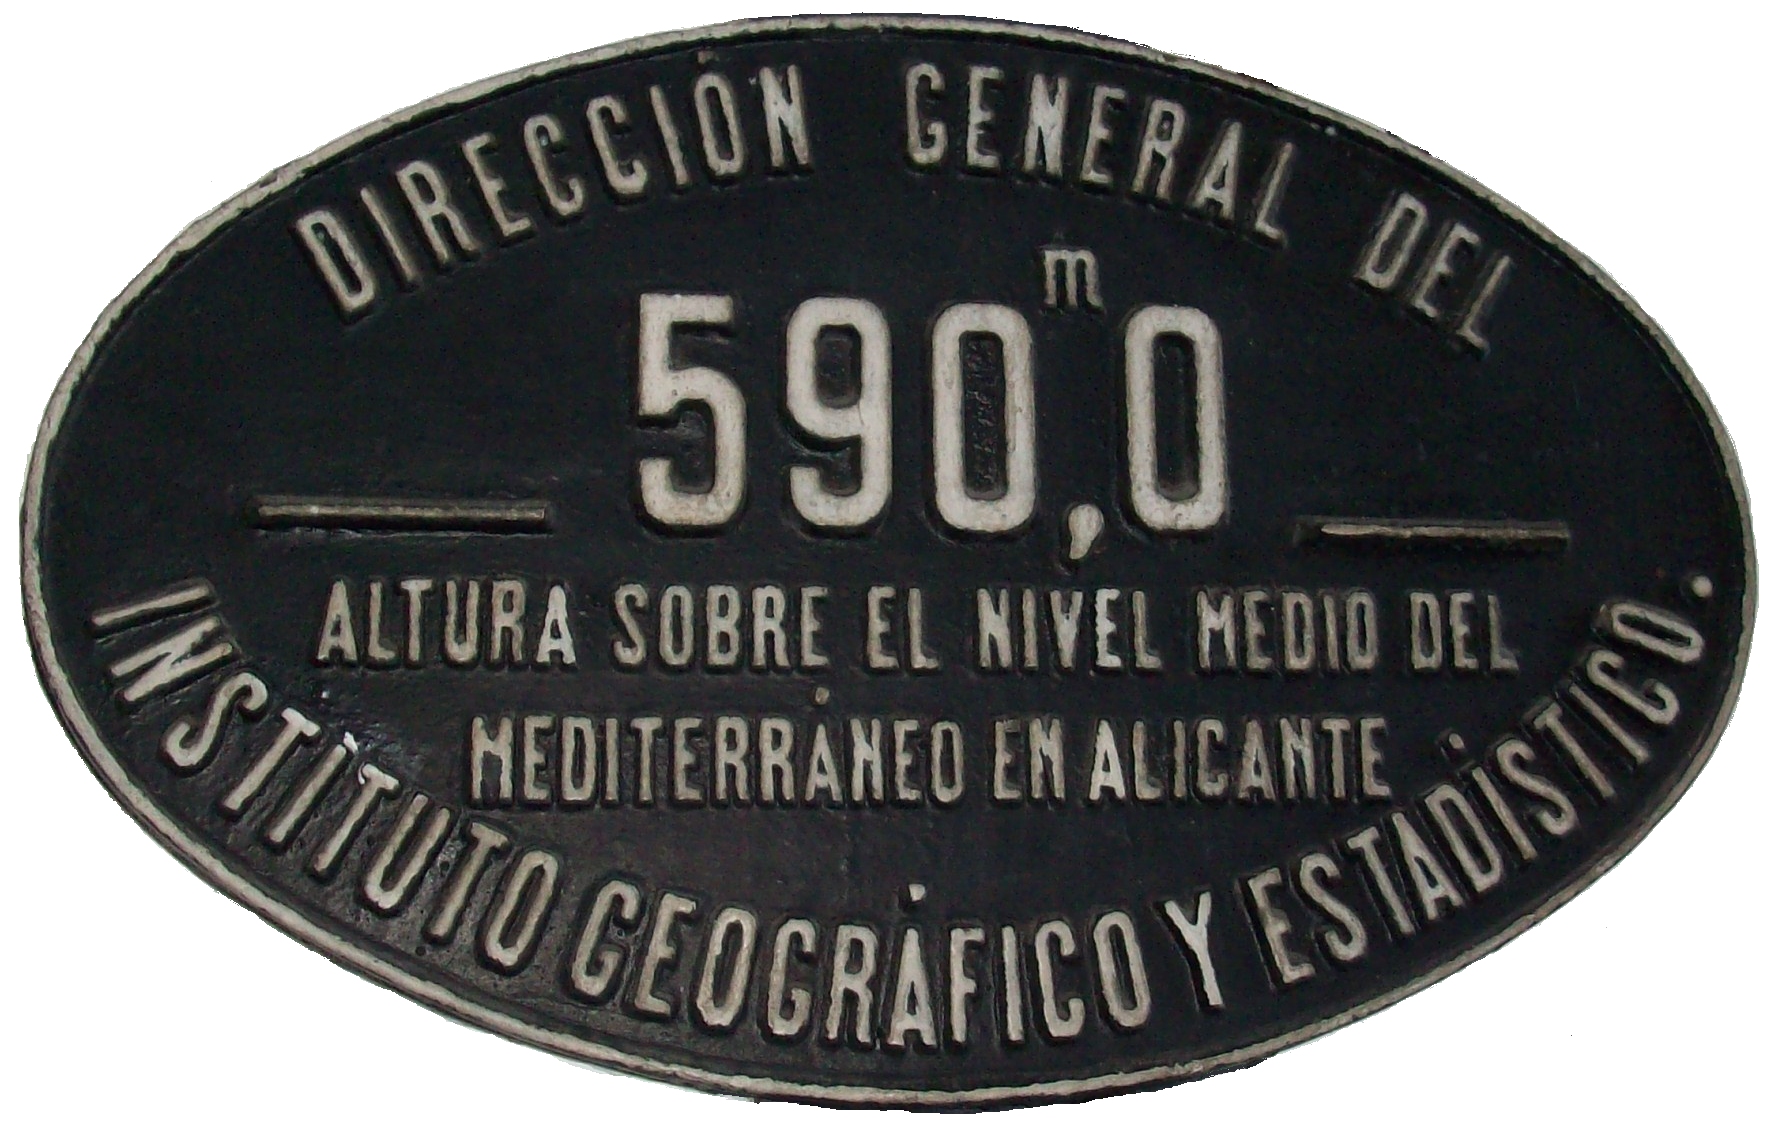 DIRECCIÓN GENERAL DEL
590,0 m
ALTURA SOBRE EL NIVEL MEDIO DEL
MEDITERRÁNEO EN ALICANTE
INSTITUTO GEOGRÁFICO Y ESTADÍSTICO.